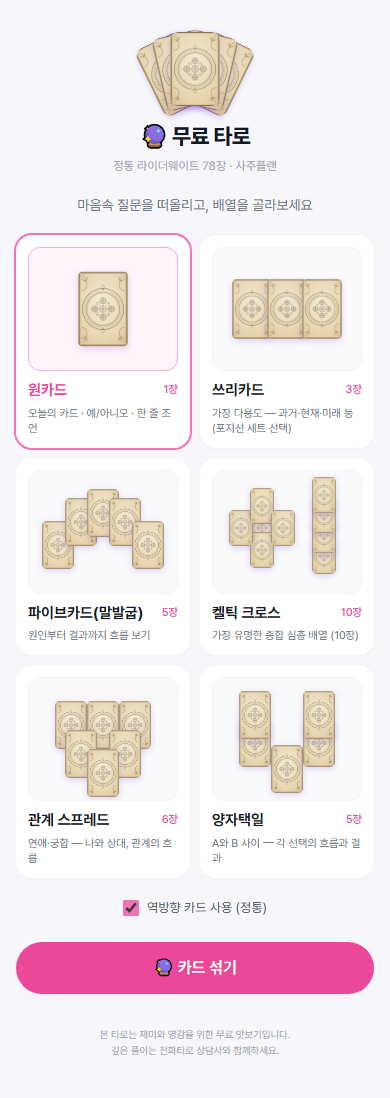 🔮 무료 타로
정통 라이더웨이트 78장 · 사주플랜
마음속 질문을 떠올리고, 배열을 골라보세요
원카드 1장
오늘의 카드 · 예/아니오 · 한 줄 조
언
쓰리카드 3장
가장 다용도 — 과거·현재·미래 등
(포지션 세트 선택)
파이브카드(말발굽) 5장
원인부터 결과까지 흐름 보기
켈틱 크로스 10장
가장 유명한 종합 심층 배열 (10장)
관계 스프레드 6장
연애·궁합 — 나와 상대, 관계의 흐
름
양자택일 5장
A와 B 사이 — 각 선택의 흐름과 결
과
역방향 카드 사용 (정통)
🔮 카드 섞기
본 타로는 재미와 영감을 위한 무료 맛보기입니다.
깊은 풀이는 전화타로 상담사와 함께하세요.